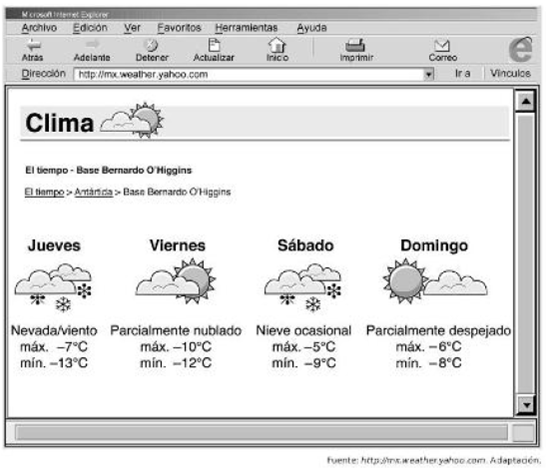 Microsoft Internet Explorer
Archivo Edición Ver Favoritos Herramientas Ayuda
Atrás Adelante Detener Actualizar Inicio Imprimir Correo
Dirección http://mx.weather.yahoo.com Ir a Vínculos
Clima
El tiempo - Base Bernardo O'Higgins
El tiempo > Antártida > Base Bernardo O'Higgins
Jueves Viernes Sábado Domingo
Nevada/viento Parcialmente nublado Nieve ocasional Parcialmente despejado
máx. –7°C máx. –10°C máx. –5°C máx. –6°C
mín. –13°C mín. –12°C mín. –9°C mín. –8°C
Fuente: http://mx.weather.yahoo.com. Adaptación.